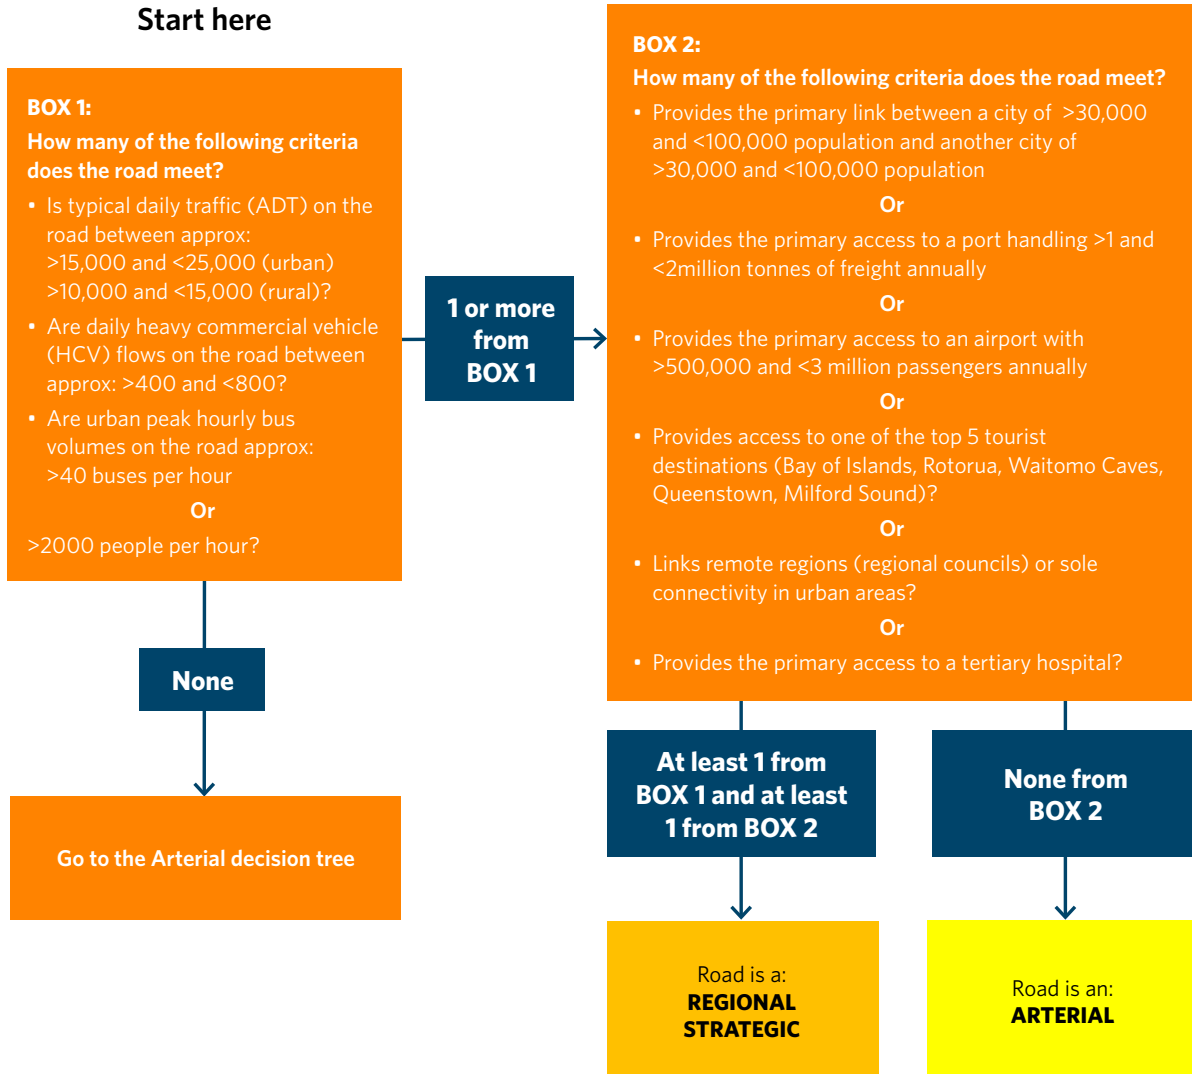 Start here
BOX 1:
How many of the following criteria
does the road meet?
• Is typical daily traffic (ADT) on the
road between approx:
>15,000 and <25,000 (urban)
>10,000 and <15,000 (rural)?
• Are daily heavy commercial vehicle
(HCV) flows on the road between
approx: >400 and <800?
• Are urban peak hourly bus
volumes on the road approx:
>40 buses per hour
Or
>2000 people per hour?
None
Go to the Arterial decision tree
1 or more
from
BOX 1
BOX 2:
How many of the following criteria does the road meet?
• Provides the primary link between a city of >30,000
and <100,000 population and another city of
>30,000 and <100,000 population
Or
• Provides the primary access to a port handling >1 and
<2million tonnes of freight annually
Or
• Provides the primary access to an airport with
>500,000 and <3 million passengers annually
Or
• Provides access to one of the top 5 tourist
destinations (Bay of Islands, Rotorua, Waitomo Caves,
Queenstown, Milford Sound)?
Or
• Links remote regions (regional councils) or sole
connectivity in urban areas?
Or
• Provides the primary access to a tertiary hospital?
At least 1 from
BOX 1 and at least
1 from BOX 2
Road is a:
REGIONAL
STRATEGIC
None from
BOX 2
Road is an:
ARTERIAL